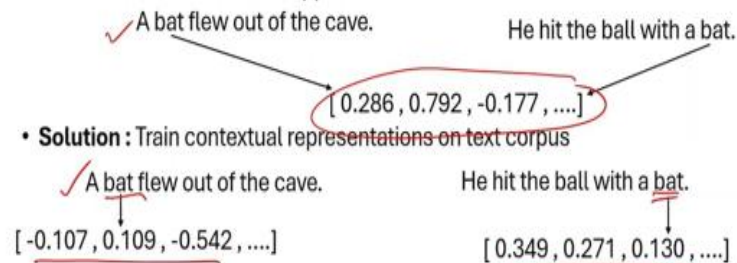 A bat flew out of the cave. He hit the ball with a bat.
[ 0.286 , 0.792 , -0.177 , ....]
• Solution : Train contextual representations on text corpus
A bat flew out of the cave. He hit the ball with a bat.
[ -0.107 , 0.109 , -0.542 , ....] [ 0.349 , 0.271 , 0.130 , ....]